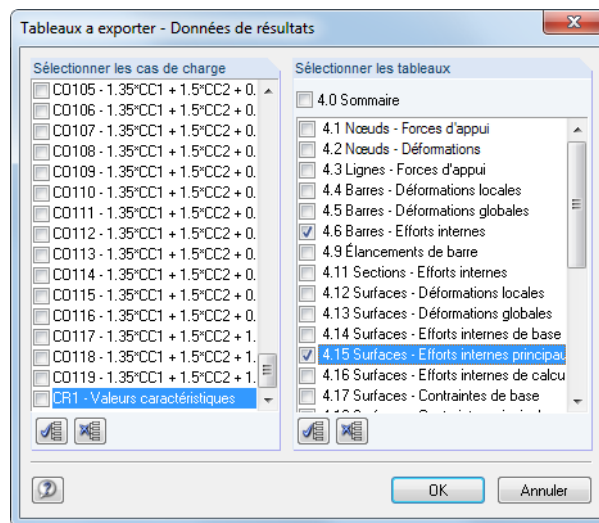 Tableaux a exporter - Données de résultats
Sélectionner les cas de charge
CO105 - 1.35*CC1 + 1.5*CC2 + 0.
CO106 - 1.35*CC1 + 1.5*CC2 + 0.
CO107 - 1.35*CC1 + 1.5*CC2 + 0.
CO108 - 1.35*CC1 + 1.5*CC2 + 0.
CO109 - 1.35*CC1 + 1.5*CC2 + 0.
CO110 - 1.35*CC1 + 1.5*CC2 + 0.
CO111 - 1.35*CC1 + 1.5*CC2 + 0.
CO112 - 1.35*CC1 + 1.5*CC2 + 0.
CO113 - 1.35*CC1 + 1.5*CC2 + 0.
CO114 - 1.35*CC1 + 1.5*CC2 + 0.
CO115 - 1.35*CC1 + 1.5*CC2 + 0.
CO116 - 1.35*CC1 + 1.5*CC2 + 0.
CO117 - 1.35*CC1 + 1.5*CC2 + 1.
CO118 - 1.35*CC1 + 1.5*CC2 + 1.
CO119 - 1.35*CC1 + 1.5*CC2 + 1.
CR1 - Valeurs caractéristiques
Sélectionner les tableaux
4.0 Sommaire
4.1 Nœuds - Forces d'appui
4.2 Nœuds - Déformations
4.3 Lignes - Forces d'appui
4.4 Barres - Déformations locales
4.5 Barres - Déformations globales
4.6 Barres - Efforts internes
4.9 Élancements de barre
4.11 Sections - Efforts internes
4.12 Surfaces - Déformations locales
4.13 Surfaces - Déformations globales
4.14 Surfaces - Efforts internes de base
4.15 Surfaces - Efforts internes principau
4.16 Surfaces - Efforts internes de calcu
4.17 Surfaces - Contraintes de base
OK
Annuler